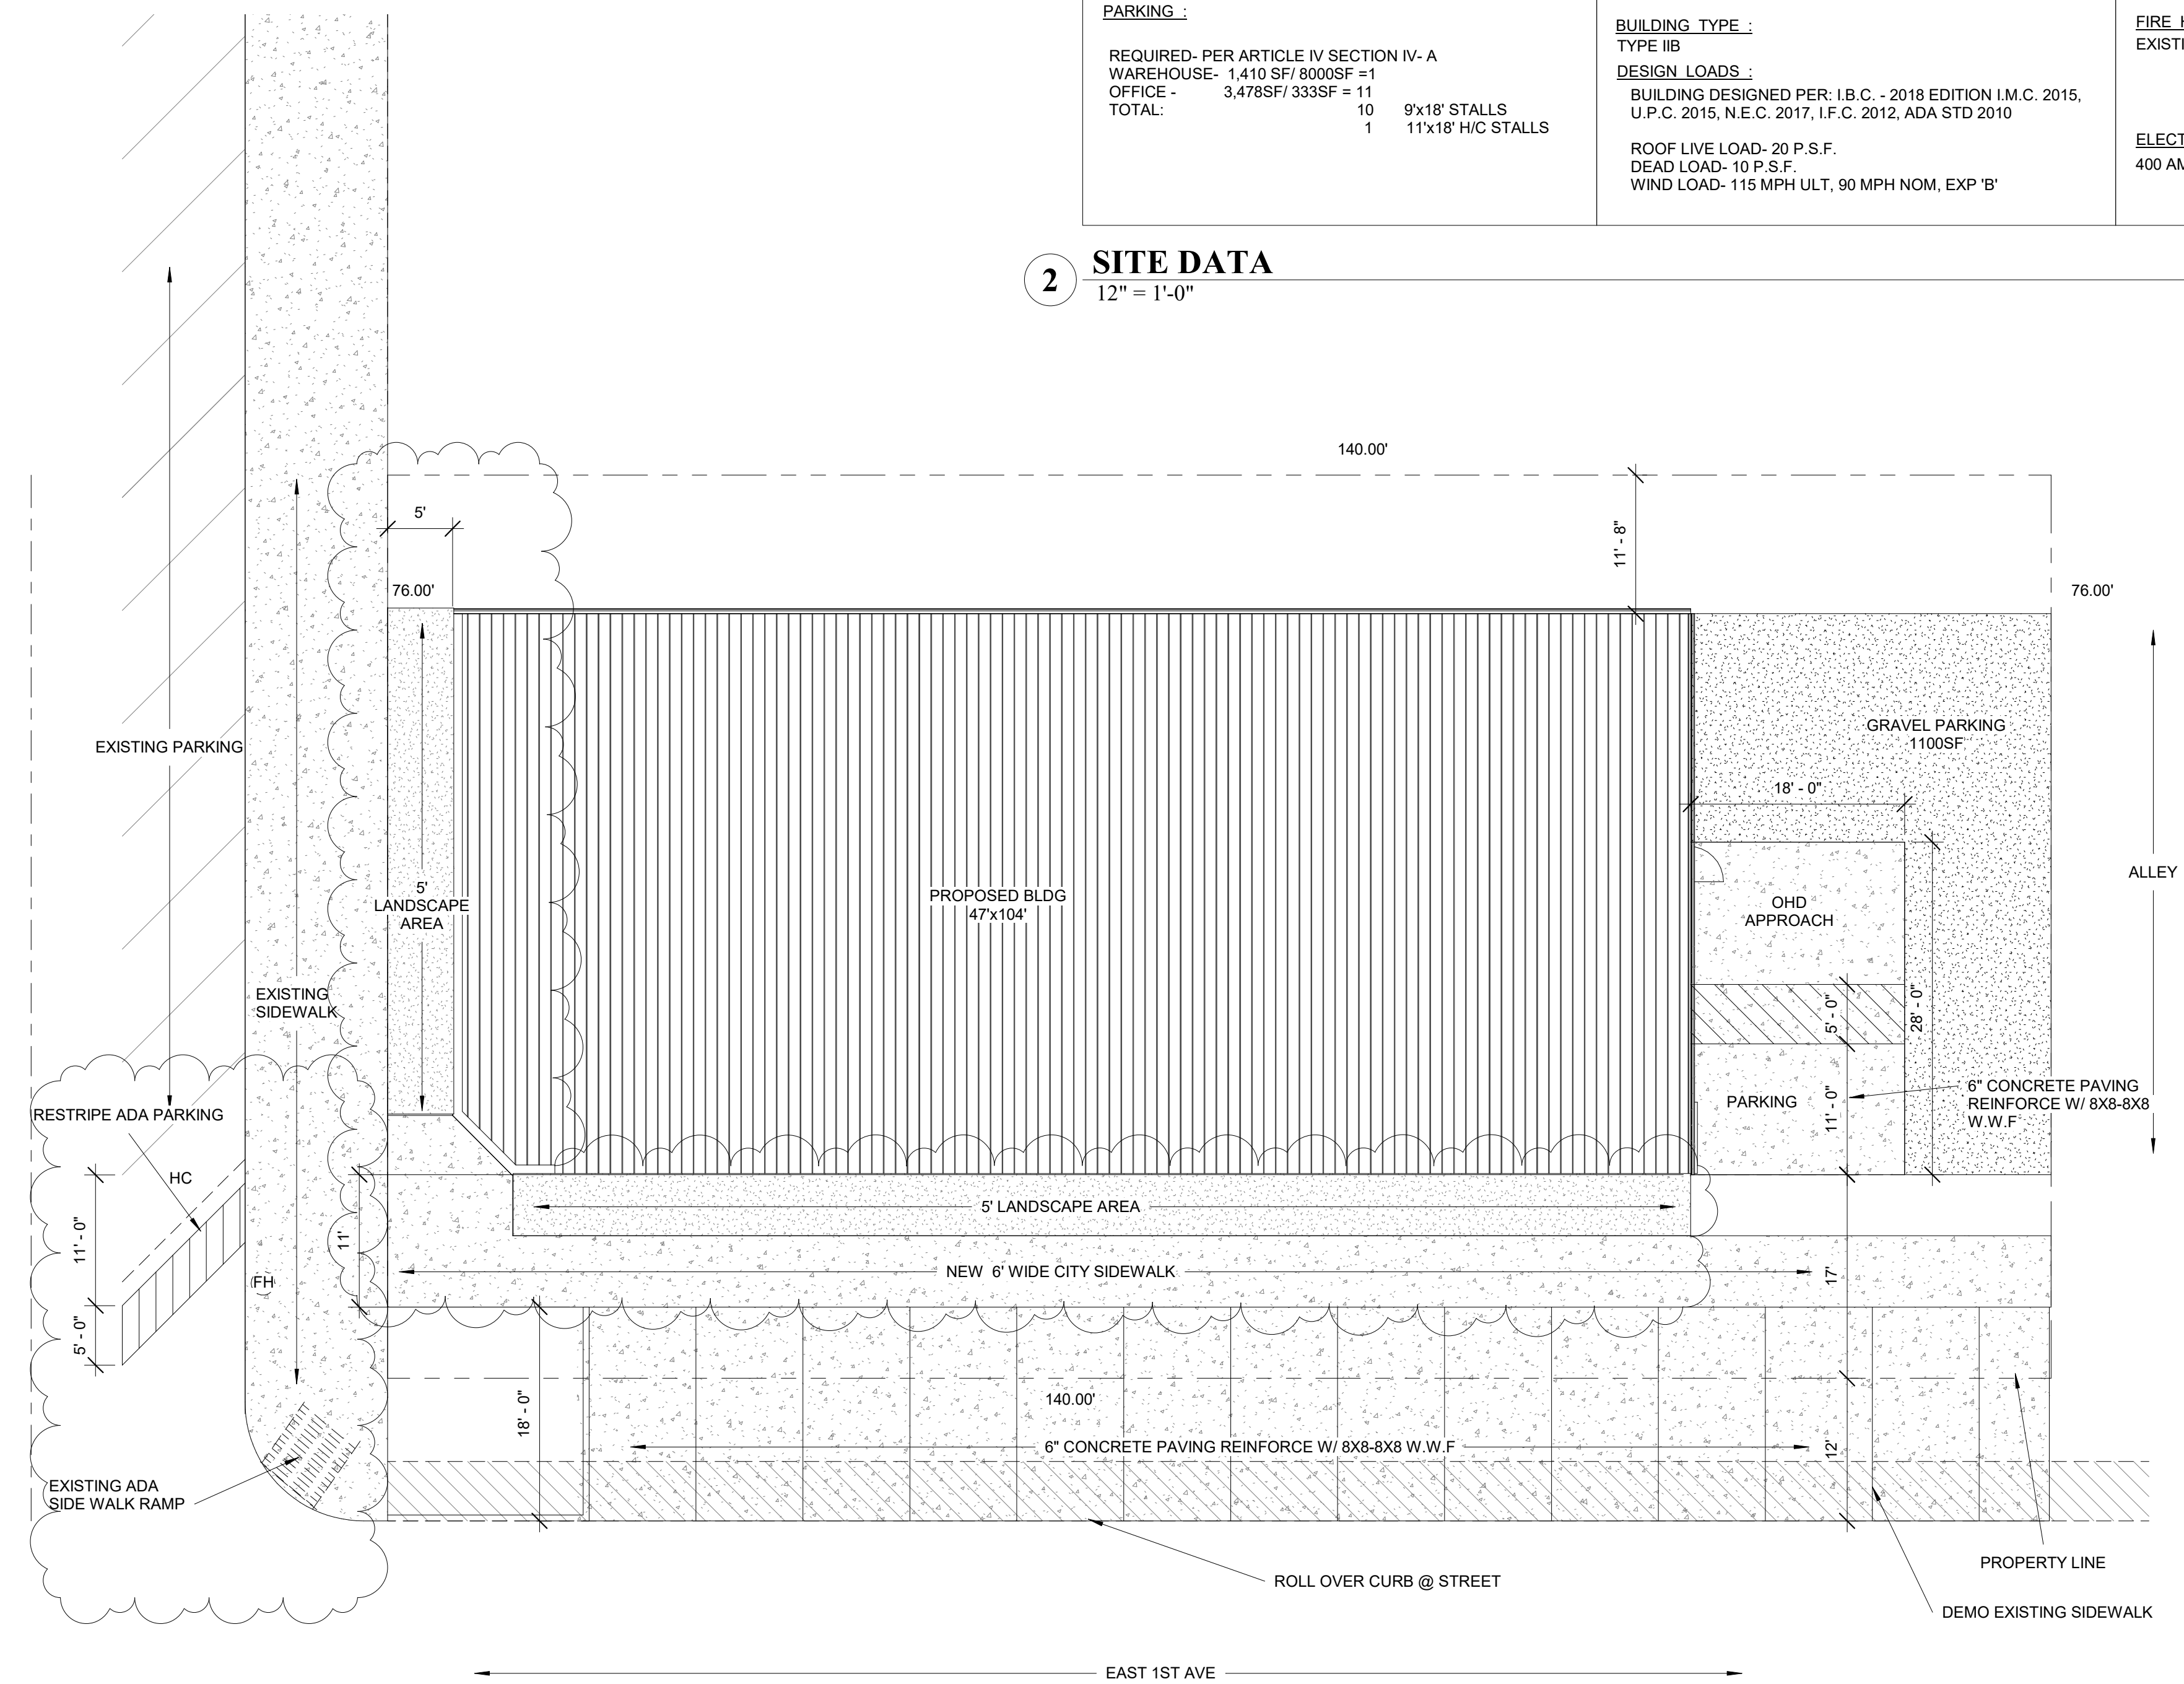 PARKING :
REQUIRED- PER ARTICLE IV SECTION IV- A
WAREHOUSE- 1,410 SF/ 8000SF =1
OFFICE - 3,478SF/ 333SF = 11
TOTAL: 10 9'x18' STALLS
1 11'x18' H/C STALLS
BUILDING TYPE :
TYPE IIB
DESIGN LOADS :
BUILDING DESIGNED PER: I.B.C. - 2018 EDITION I.M.C. 2015,
U.P.C. 2015, N.E.C. 2017, I.F.C. 2012, ADA STD 2010
ROOF LIVE LOAD- 20 P.S.F.
DEAD LOAD- 10 P.S.F.
WIND LOAD- 115 MPH ULT, 90 MPH NOM, EXP 'B'
FIRE
400
2
SITE DATA
12" = 1'-0"
140.00'
5'
11' - 8"
76.00'
76.00'
EXISTING PARKING
GRAVEL PARKING
1100SF
18' - 0"
ALLEY
5'
LANDSCAPE
AREA
PROPOSED BLDG
47'x104'
OHD
APPROACH
EXISTING
SIDEWALK
5' - 0"
28' - 0"
RESTRIPE ADA PARKING
PARKING
11' - 0"
6" CONCRETE PAVING
REINFORCE W/ 8X8-8X8
W.W.F
HC
5' LANDSCAPE AREA
11' - 0"
11'
FH
NEW 6' WIDE CITY SIDEWALK
17'
5' - 0"
18' - 0"
140.00'
6" CONCRETE PAVING REINFORCE W/ 8X8-8X8 W.W.F
12'
EXISTING ADA
SIDE WALK RAMP
PROPERTY LINE
ROLL OVER CURB @ STREET
DEMO EXISTING SIDEWALK
EAST 1ST AVE